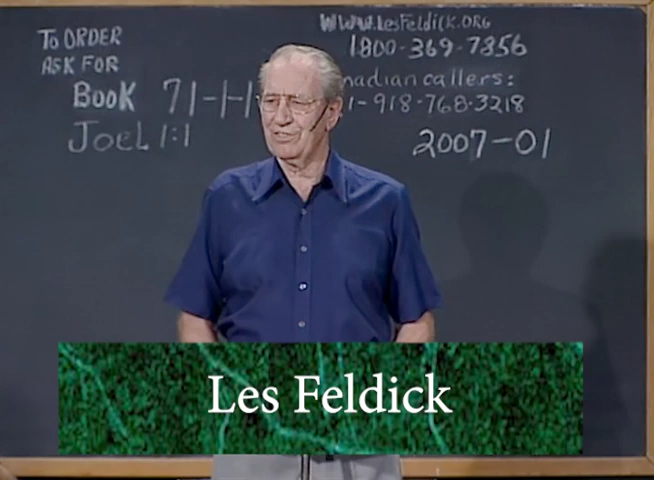 To ORDER
ASK FOR
BOOK 71-1-1
JoeL 1:1
WWW.LesFeldick.ORG
1800-369-7856
nadian callers:
1-918-768-3218
2007-01
Les Feldick